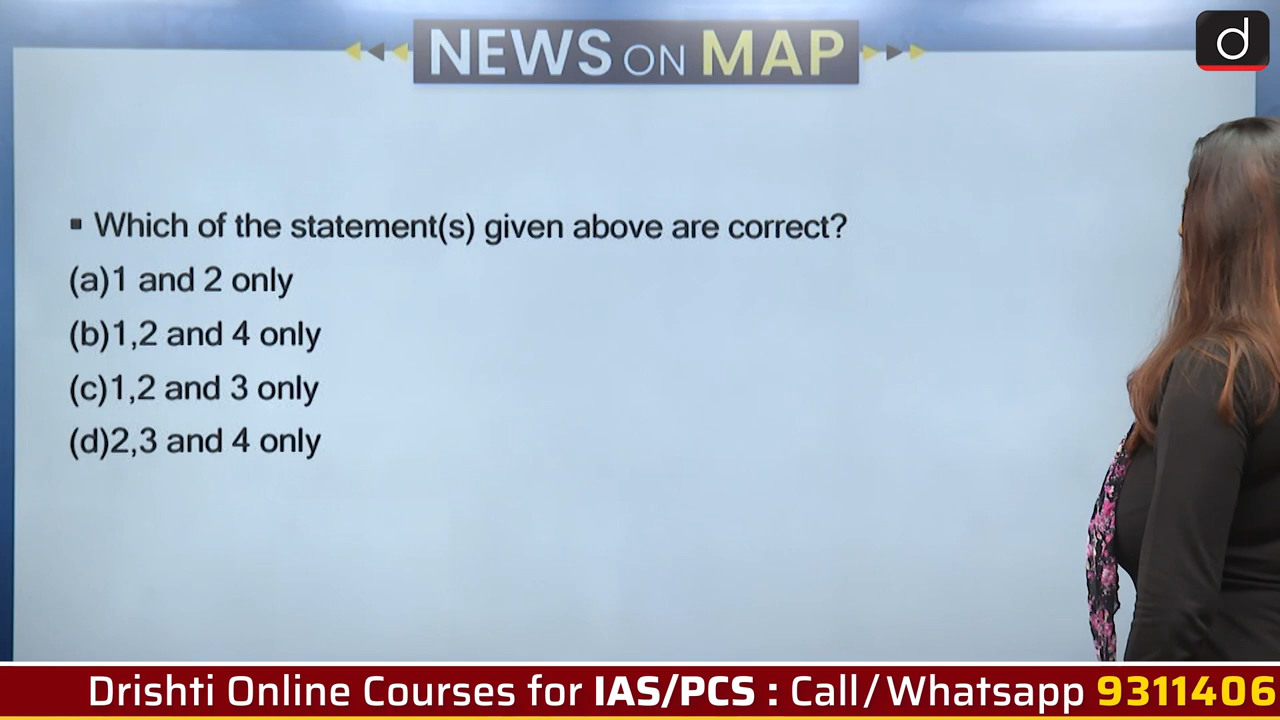 NEWS ON MAP
d
▪ Which of the statement(s) given above are correct?
(a)1 and 2 only
(b)1,2 and 4 only
(c)1,2 and 3 only
(d)2,3 and 4 only
Drishti Online Courses for IAS/PCS : Call/Whatsapp 9311406